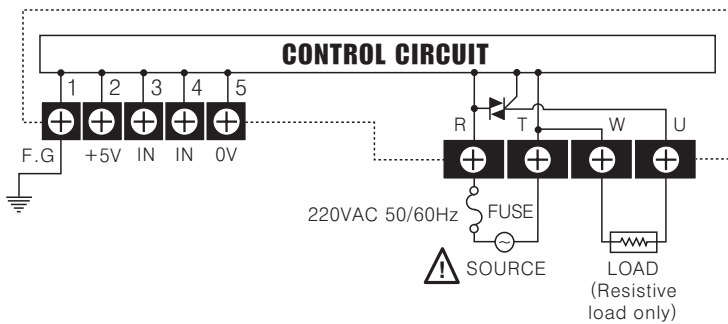 CONTROL CIRCUIT
1 2 3 4 5
F.G +5V IN IN 0V
R T W U
220VAC 50/60Hz
FUSE
SOURCE
LOAD
(Resistive
load only)